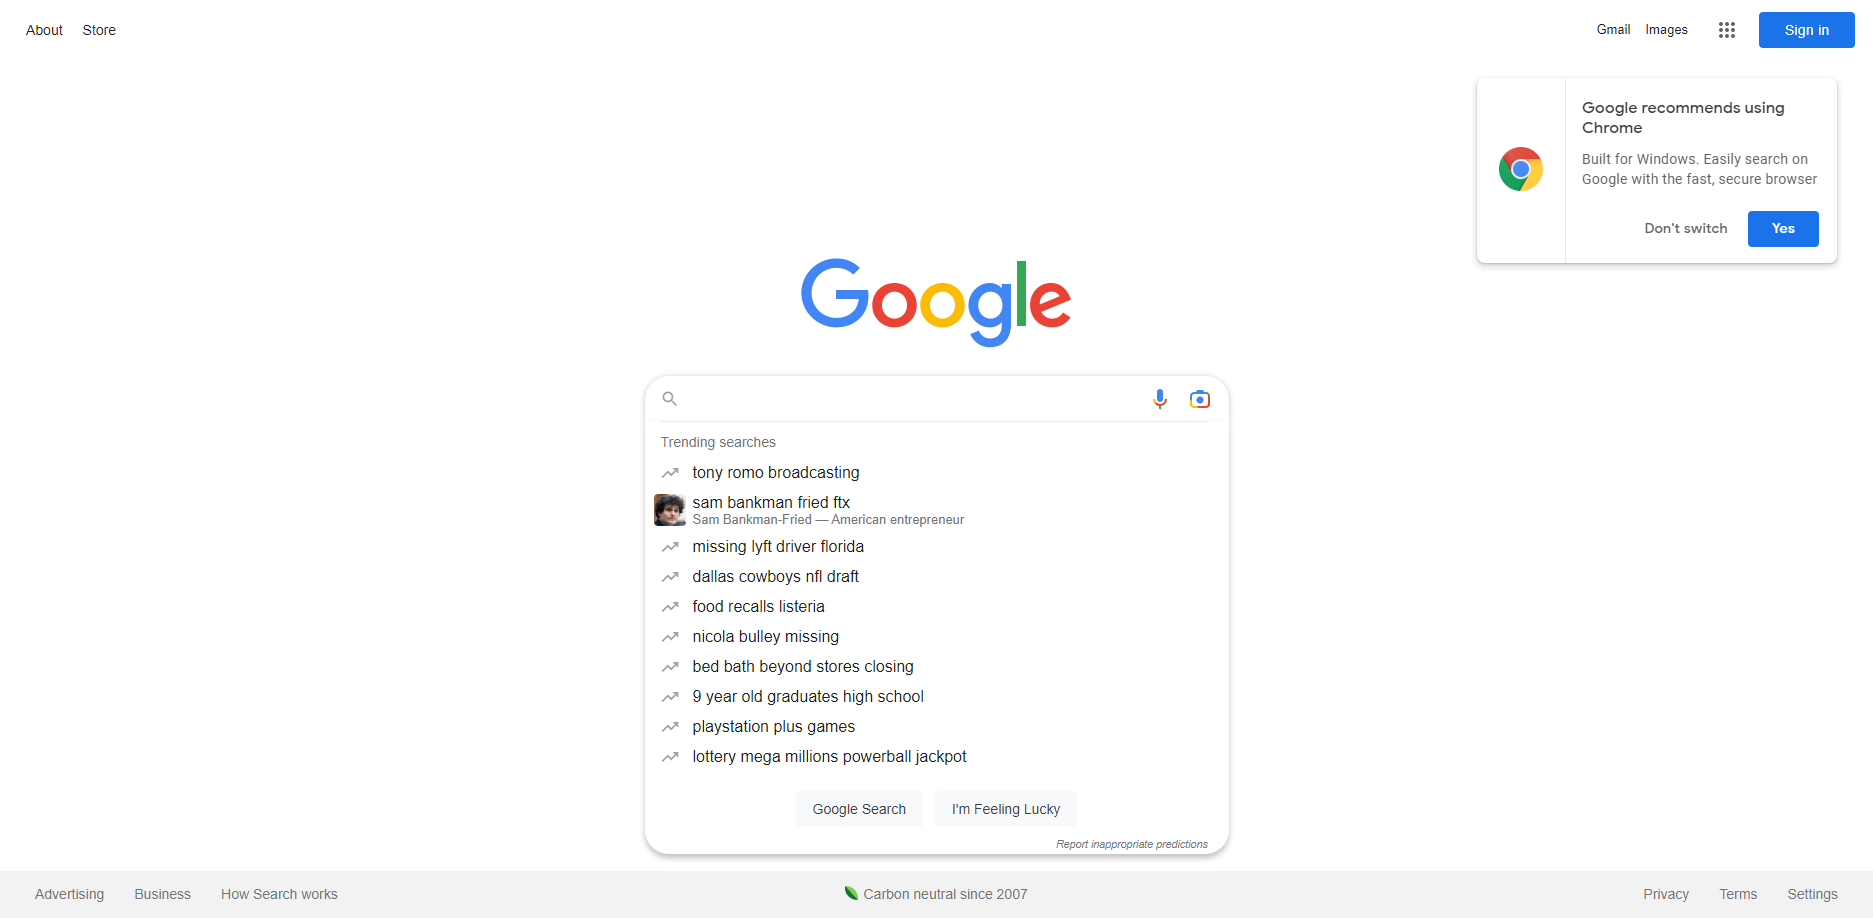 About Store
Gmail Images Sign in
Google recommends using
Chrome
Built for Windows. Easily search on
Google with the fast, secure browser
Don't switch Yes
Google
Trending searches
tony romo broadcasting
sam bankman fried ftx
Sam Bankman-Fried — American entrepreneur
missing lyft driver florida
dallas cowboys nfl draft
food recalls listeria
nicola bulley missing
bed bath beyond stores closing
9 year old graduates high school
playstation plus games
lottery mega millions powerball jackpot
Google Search I'm Feeling Lucky
Report inappropriate predictions
Advertising Business How Search works Carbon neutral since 2007 Privacy Terms Settings